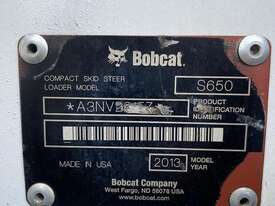 Bobcat
COMPACT SKID STEER
LOADER MODEL S650
PRODUCT
IDENTIFICATION
NUMBER
MADE IN USA 2013 MODEL
YEAR
Bobcat Company
West Fargo, ND 58078 USA